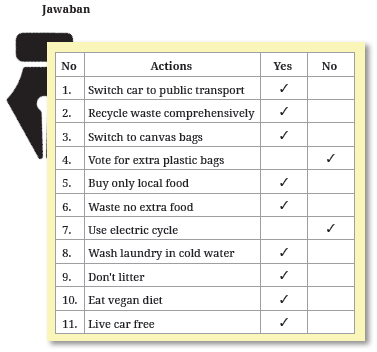 Jawaban
No Actions Yes No
1. Switch car to public transport ✓
2. Recycle waste comprehensively ✓
3. Switch to canvas bags ✓
4. Vote for extra plastic bags ✓
5. Buy only local food ✓
6. Waste no extra food ✓
7. Use electric cycle ✓
8. Wash laundry in cold water ✓
9. Don't litter ✓
10. Eat vegan diet ✓
11. Live car free ✓